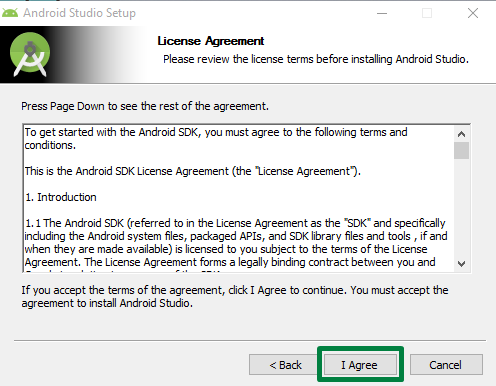 Android Studio Setup
License Agreement
Please review the license terms before installing Android Studio.
Press Page Down to see the rest of the agreement.
To get started with the Android SDK, you must agree to the following terms and
conditions.
This is the Android SDK License Agreement (the "License Agreement").
1. Introduction
1.1 The Android SDK (referred to in the License Agreement as the "SDK" and specifically
including the Android system files, packaged APIs, and SDK library files and tools , if and
when they are made available) is licensed to you subject to the terms of the License
Agreement. The License Agreement forms a legally binding contract between you and
If you accept the terms of the agreement, click I Agree to continue. You must accept the
agreement to install Android Studio.
< Back
I Agree
Cancel